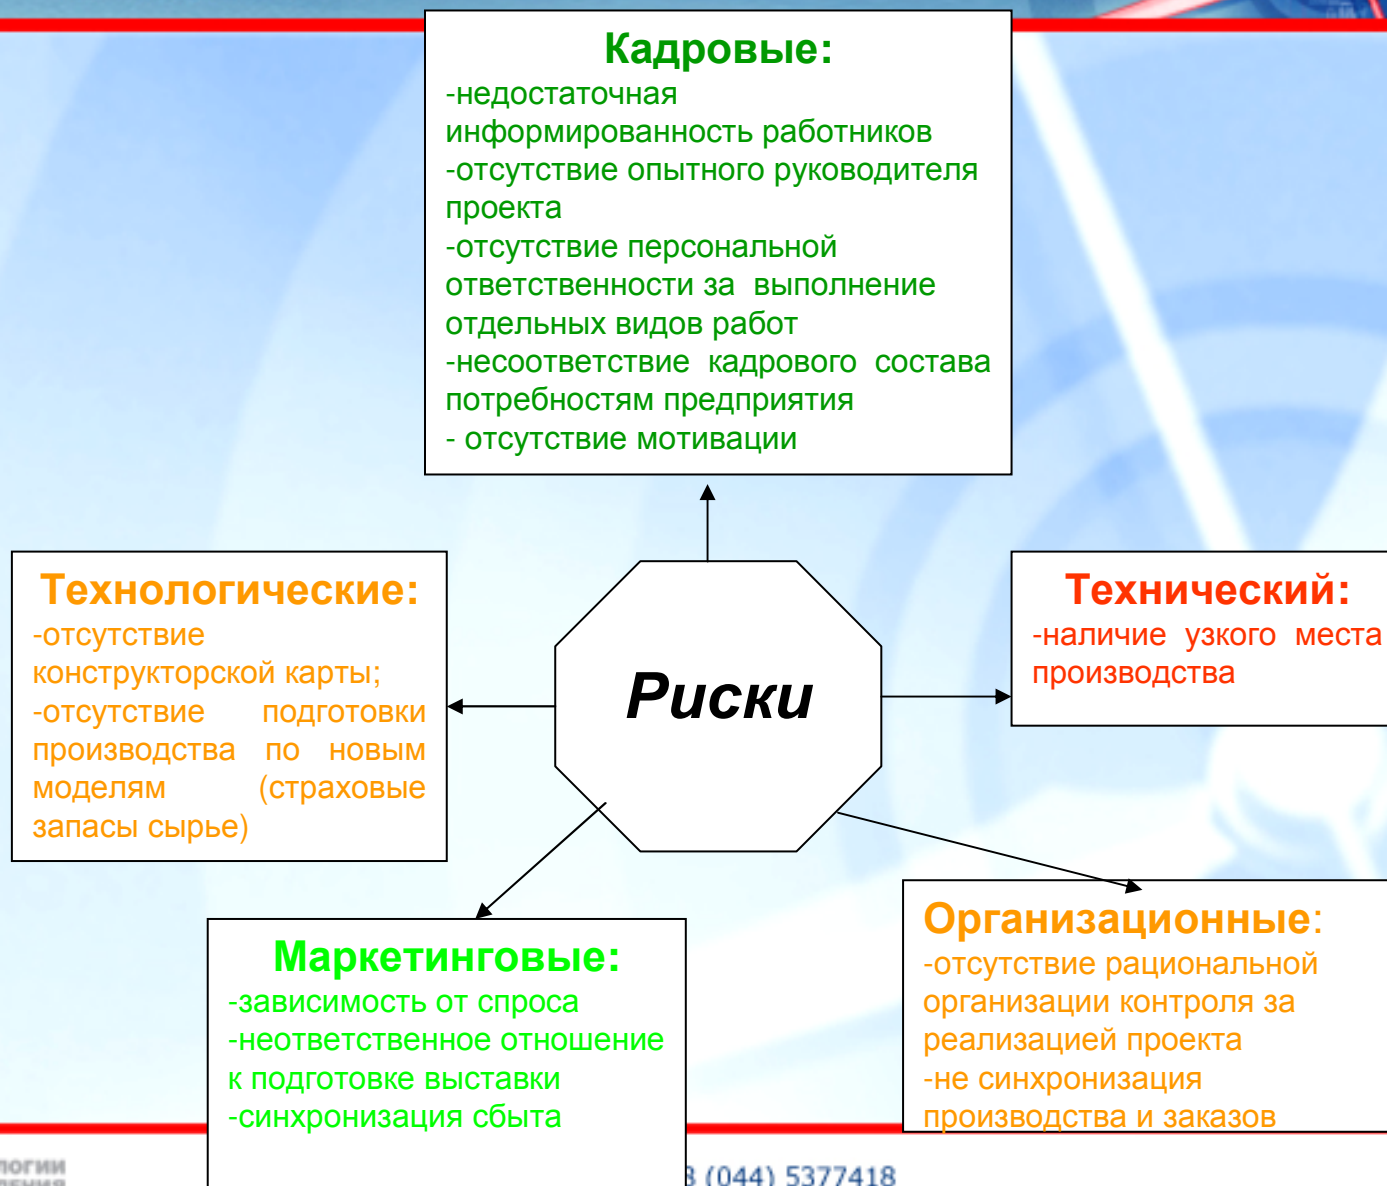 Кадровые:
-недостаточная
информированность работников
-отсутствие опытного руководителя
проекта
-отсутствие персональной
ответственности за выполнение
отдельных видов работ
-несоответствие кадрового состава
потребностям предприятия
- отсутствие мотивации
Технологические:
-отсутствие
конструкторской карты;
-отсутствие подготовки
производства по новым
моделям (страховые
запасы сырье)
Риски
Технический:
-наличие узкого места
производства
Маркетинговые:
-зависимость от спроса
-неответственное отношение
к подготовке выставки
-синхронизация сбыта
Организационные:
-отсутствие рациональной
организации контроля за
реализацией проекта
-не синхронизация
производства и заказов
(044) 5377418